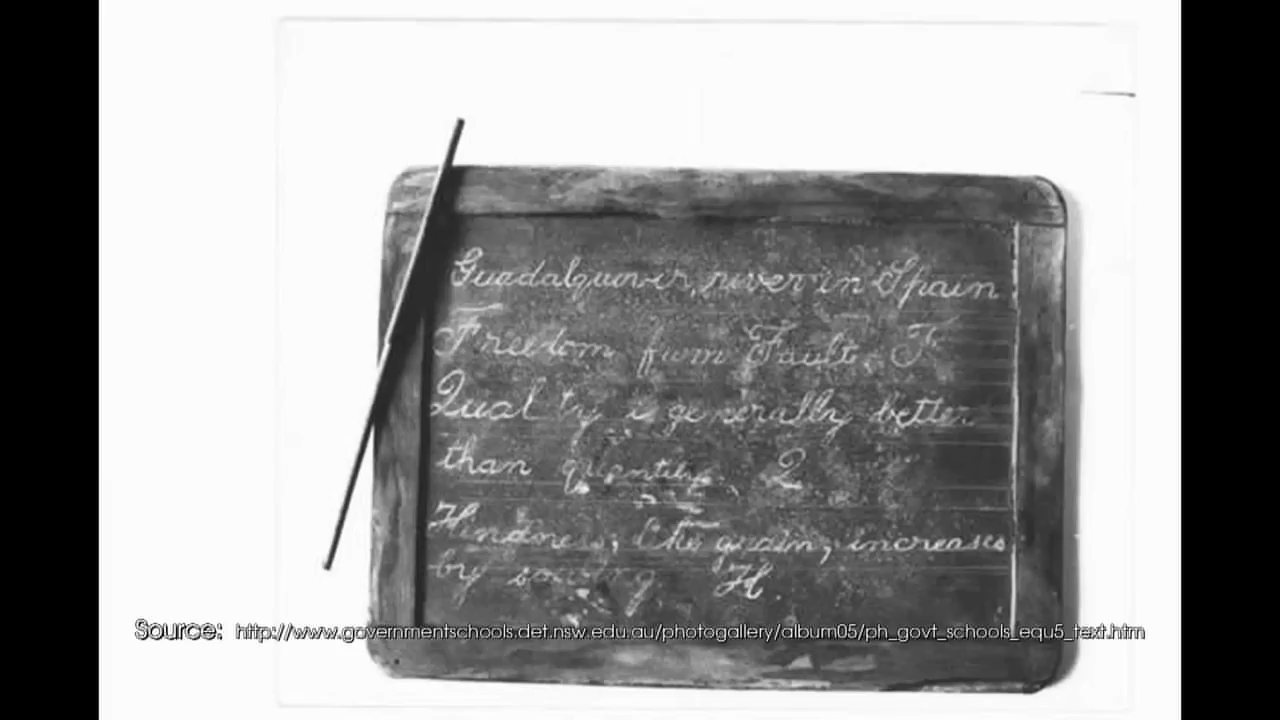 Guadalquiver, river in Spain
Freedom from Fault. F
Quality is generally better
than quantity. Q
Kindness, like grain, increases
by sowing K.
Source: http://www.governmentschools.det.nsw.edu.au/photogallery/album05/ph_govt_schools_equ5_text.htm